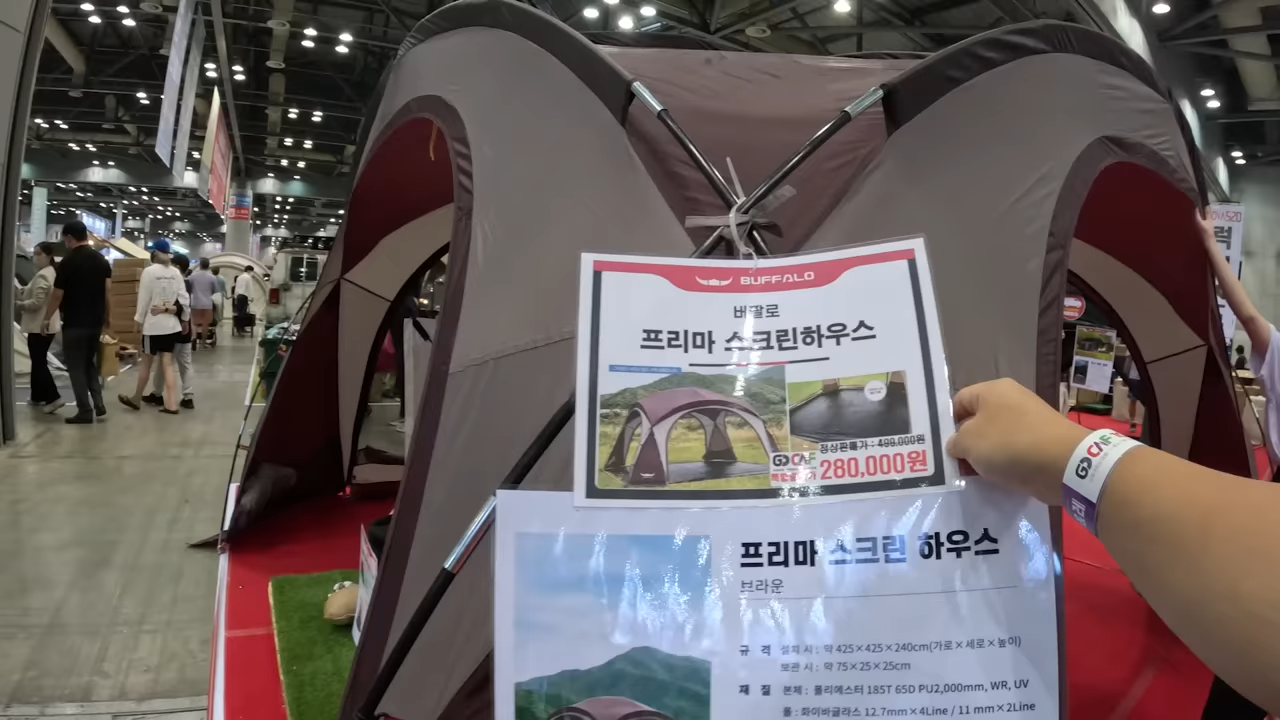 BUFFALO
버팔로
프리마 스크린하우스
정상판매가 : 499,000원
GOCAF
280,000원
프리마 스크린 하우스
브라운
규 격 설치 시 : 약 425×425×240cm(가로×세로×높이)
보관 시 : 약 75×25×25cm
재 질 본체 : 폴리에스터 185T 65D PU2,000mm, WR, UV
폴 : 화이바글라스 12.7mm×4Line / 11 mm×2Line